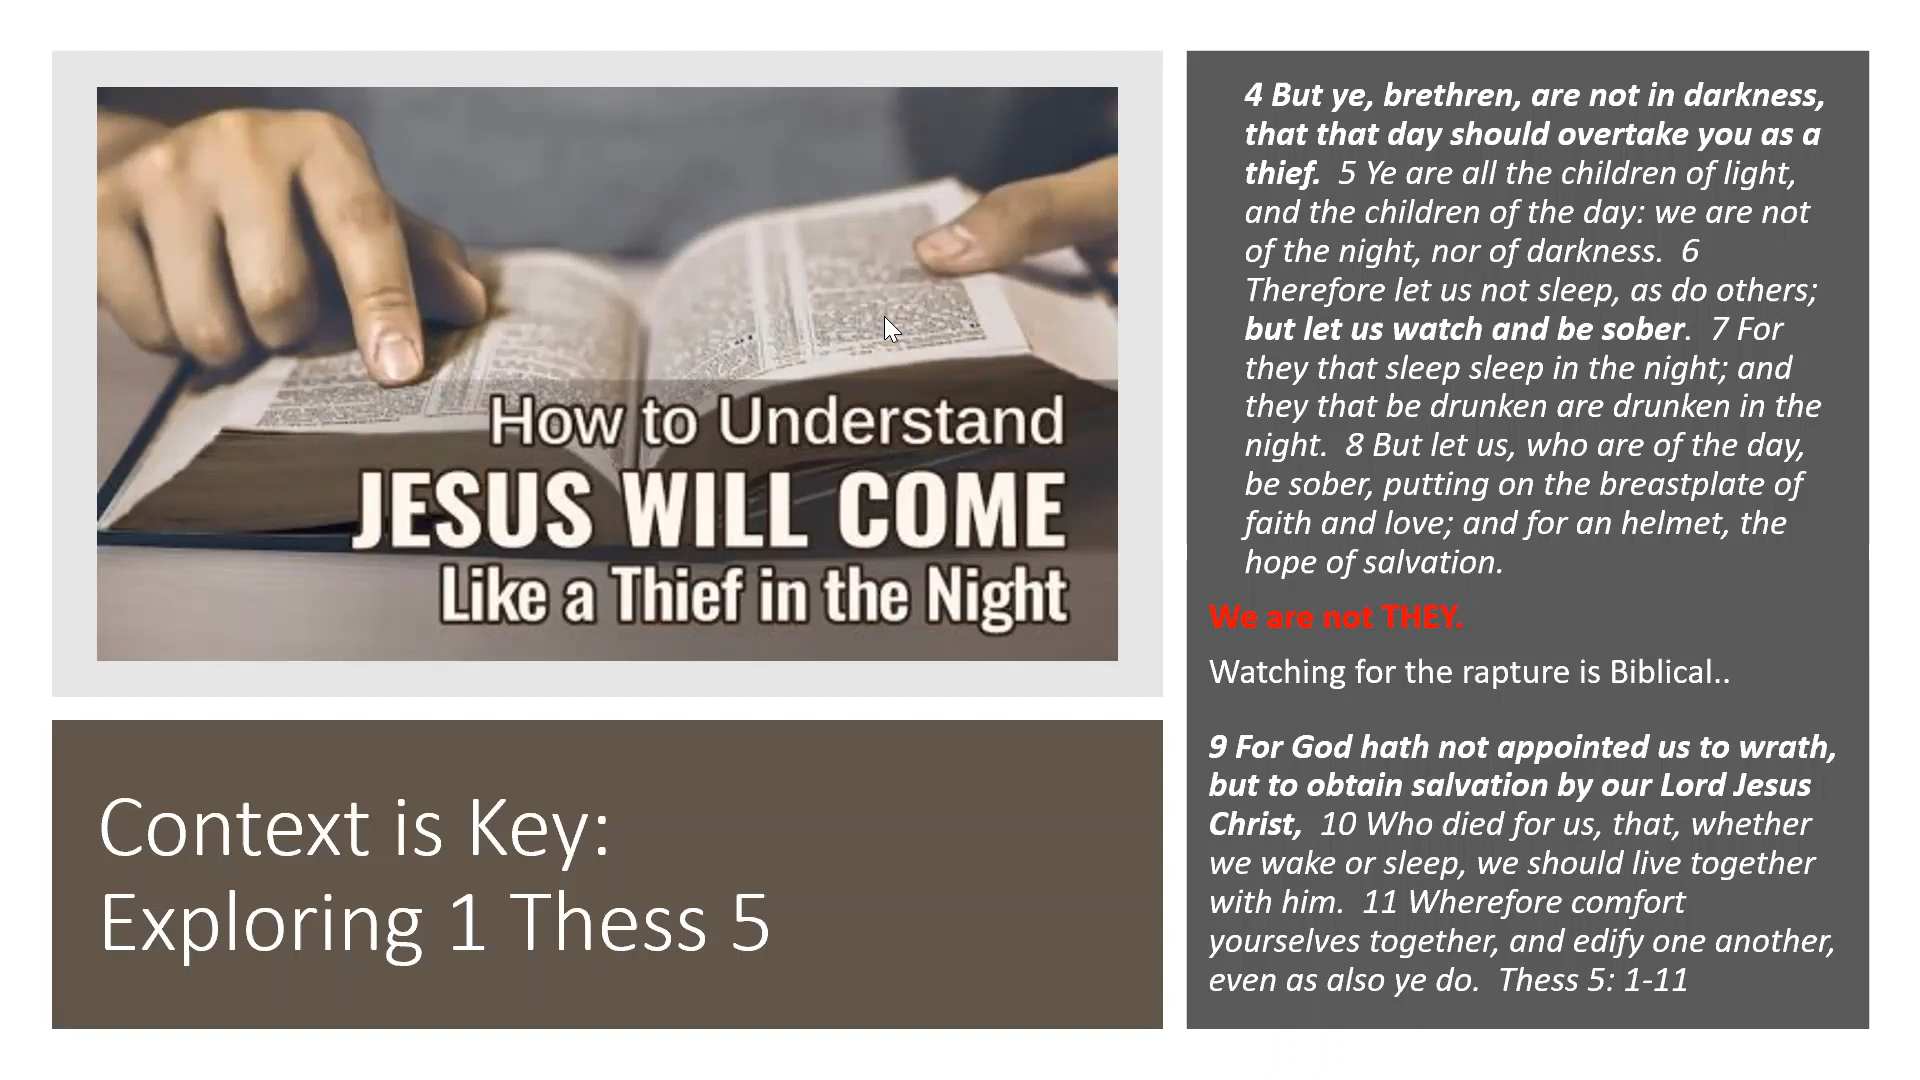 How to Understand
JESUS WILL COME
Like a Thief in the Night
Context is Key:
Exploring 1 Thess 5
4 But ye, brethren, are not in darkness,
that that day should overtake you as a
thief.  5 Ye are all the children of light,
and the children of the day: we are not
of the night, nor of darkness.  6
Therefore let us not sleep, as do others;
but let us watch and be sober.  7 For
they that sleep sleep in the night; and
they that be drunken are drunken in the
night.  8 But let us, who are of the day,
be sober, putting on the breastplate of
faith and love; and for an helmet, the
hope of salvation.
We are not THEY.
Watching for the rapture is Biblical..
9 For God hath not appointed us to wrath,
but to obtain salvation by our Lord Jesus
Christ,  10 Who died for us, that, whether
we wake or sleep, we should live together
with him.  11 Wherefore comfort
yourselves together, and edify one another,
even as also ye do.  Thess 5: 1-11